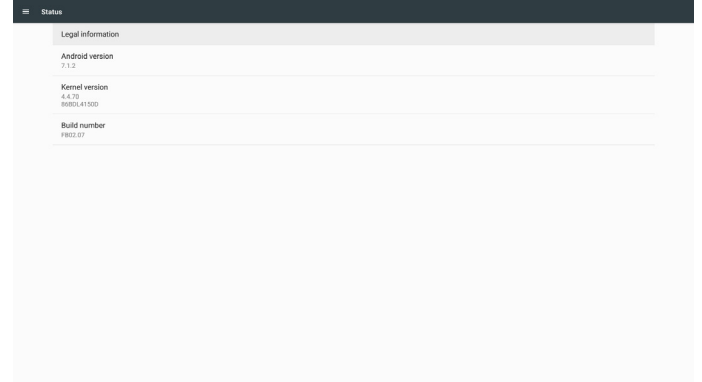 Status
Legal information
Android version
7.1.2
Kernel version
4.4.70
86BDL4150D
Build number
FB02.07